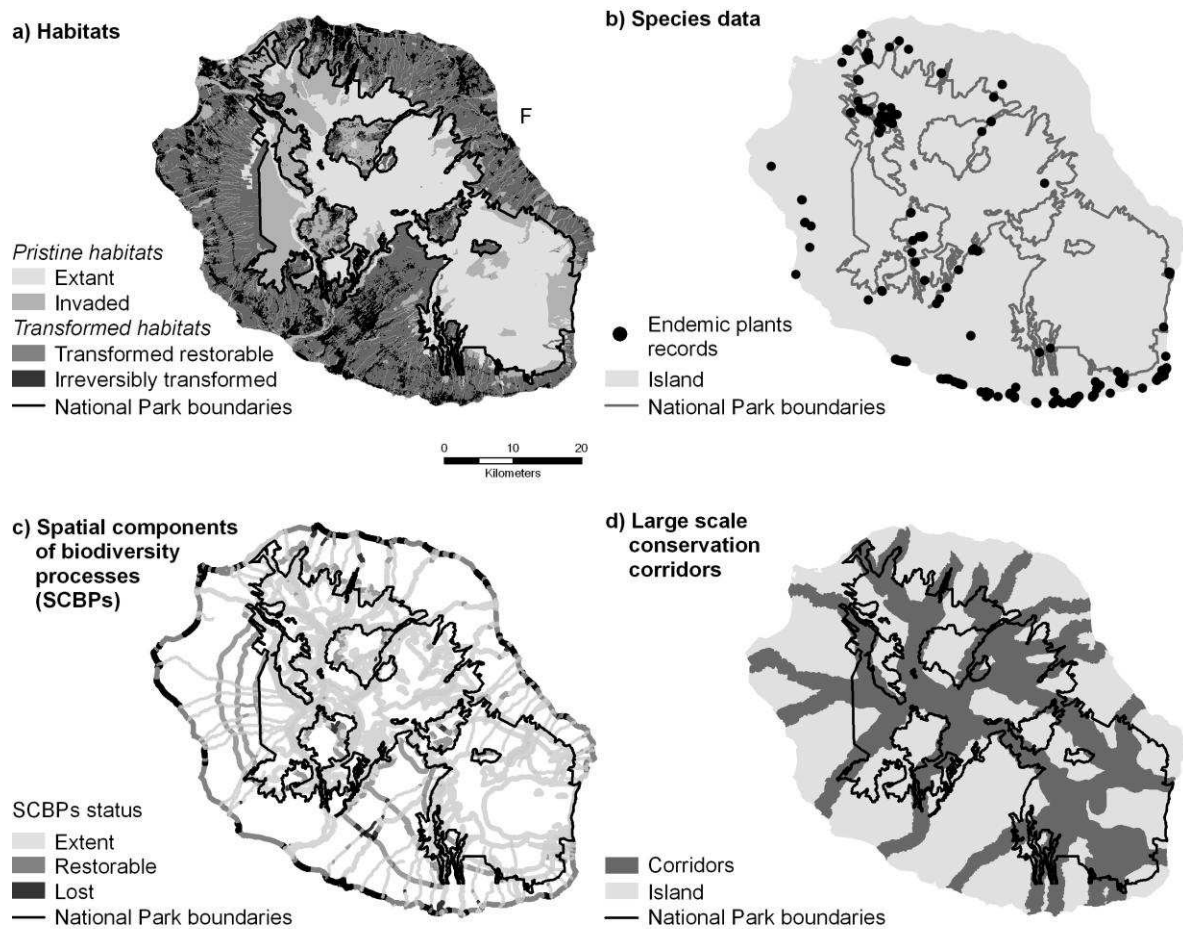 a) Habitats
F
Pristine habitats
Extant
Invaded
Transformed habitats
Transformed restorable
Irreversibly transformed
National Park boundaries
b) Species data
Endemic plants
records
Island
National Park boundaries
0 10 20
Kilometers
c) Spatial components
of biodiversity
processes
(SCBPs)
SCBPs status
Extent
Restorable
Lost
National Park boundaries
d) Large scale
conservation
corridors
Corridors
Island
National Park boundaries